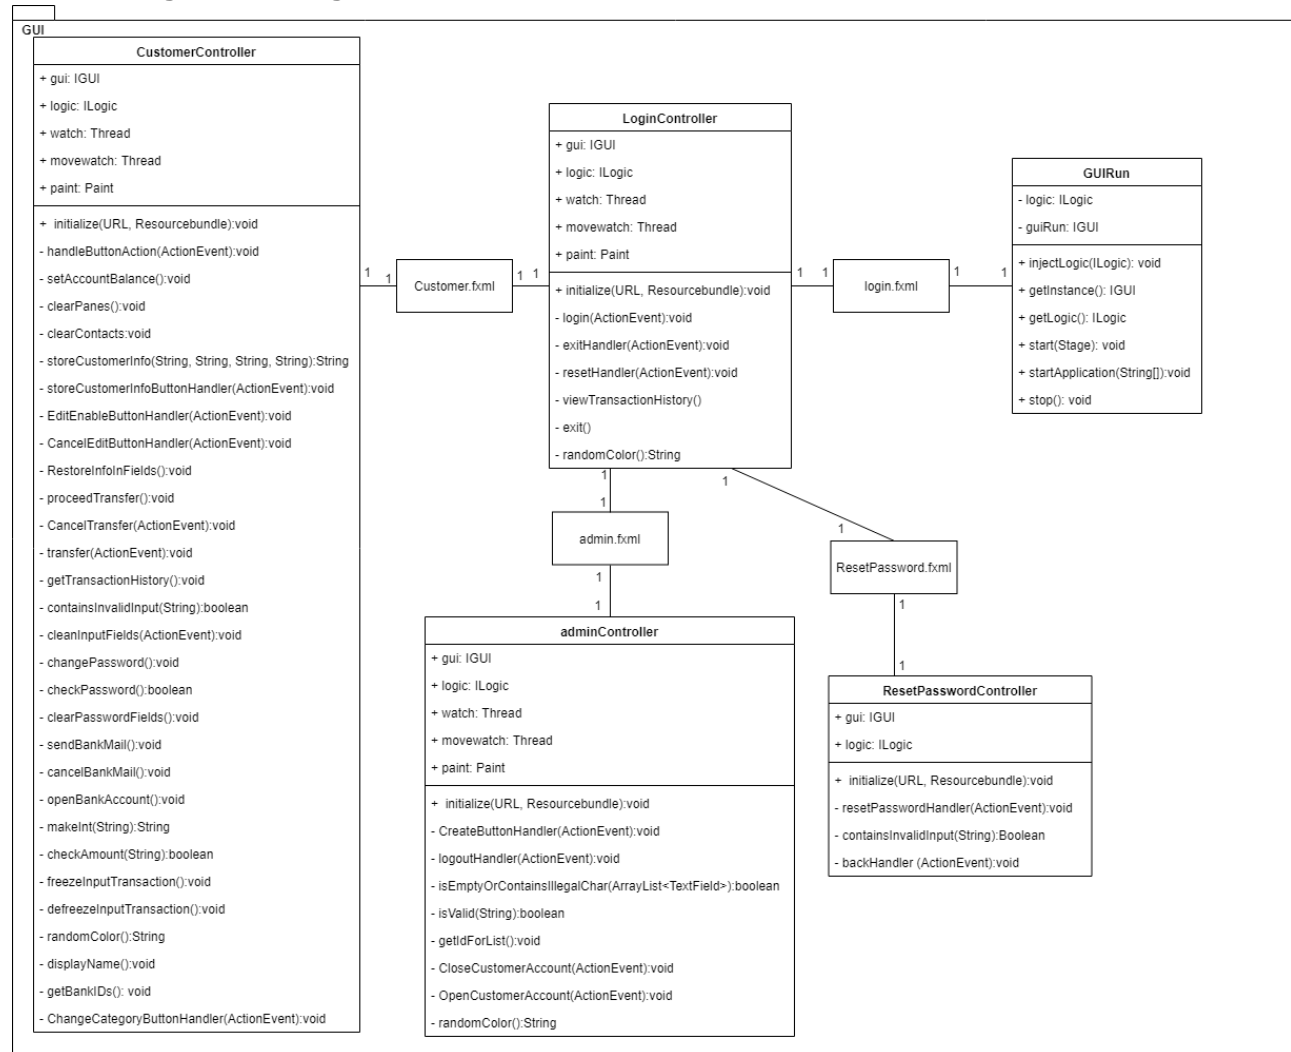 GUI
CustomerController
+ gui: IGUI
+ logic: ILogic
+ watch: Thread
+ movewatch: Thread
+ paint: Paint
+ initialize(URL, Resourcebundle):void
- handleButtonAction(ActionEvent):void
- setAccountBalance():void
- clearPanes():void
- clearContacts:void
- storeCustomerInfo(String, String, String, String):String
- storeCustomerInfoButtonHandler(ActionEvent):void
- EditEnableButtonHandler(ActionEvent):void
- CancelEditButtonHandler(ActionEvent):void
- RestoreInfoInFields():void
- proceedTransfer():void
- CancelTransfer(ActionEvent):void
- transfer(ActionEvent):void
- getTransactionHistory():void
- containsInvalidInput(String):boolean
- cleanInputFields(ActionEvent):void
- changePassword():void
- checkPassword():boolean
- clearPasswordFields():void
- sendBankMail():void
- cancelBankMail():void
- openBankAccount():void
- makeInt(String):String
- checkAmount(String):boolean
- freezeInputTransaction():void
- defreezeInputTransaction():void
- randomColor():String
- displayName():void
- getBankIDs(): void
- ChangeCategoryButtonHandler(ActionEvent):void
1
1
Customer.fxml
1
1
LoginController
+ gui: IGUI
+ logic: ILogic
+ watch: Thread
+ movewatch: Thread
+ paint: Paint
+ initialize(URL, Resourcebundle):void
- login(ActionEvent):void
- exitHandler(ActionEvent):void
- resetHandler(ActionEvent):void
- viewTransactionHistory()
- exit()
- randomColor():String
1
1
login.fxml
1
1
GUIRun
- logic: ILogic
- guiRun: IGUI
+ injectLogic(ILogic): void
+ getInstance(): IGUI
+ getLogic(): ILogic
+ start(Stage): void
+ startApplication(String[]):void
+ stop(): void
1
1
admin.fxml
1
1
adminController
+ gui: IGUI
+ logic: ILogic
+ watch: Thread
+ movewatch: Thread
+ paint: Paint
+ initialize(URL, Resourcebundle):void
- CreateButtonHandler(ActionEvent):void
- logoutHandler(ActionEvent):void
- isEmptyOrContainsIllegalChar(ArrayList<TextField>):boolean
- isValid(String):boolean
- getIdForList():void
- CloseCustomerAccount(ActionEvent):void
- OpenCustomerAccount(ActionEvent):void
- randomColor():String
1
1
ResetPassword.fxml
1
1
ResetPasswordController
+ gui: IGUI
+ logic: ILogic
+ initialize(URL, Resourcebundle):void
- resetPasswordHandler(ActionEvent):void
- containsInvalidInput(String):Boolean
- backHandler (ActionEvent):void